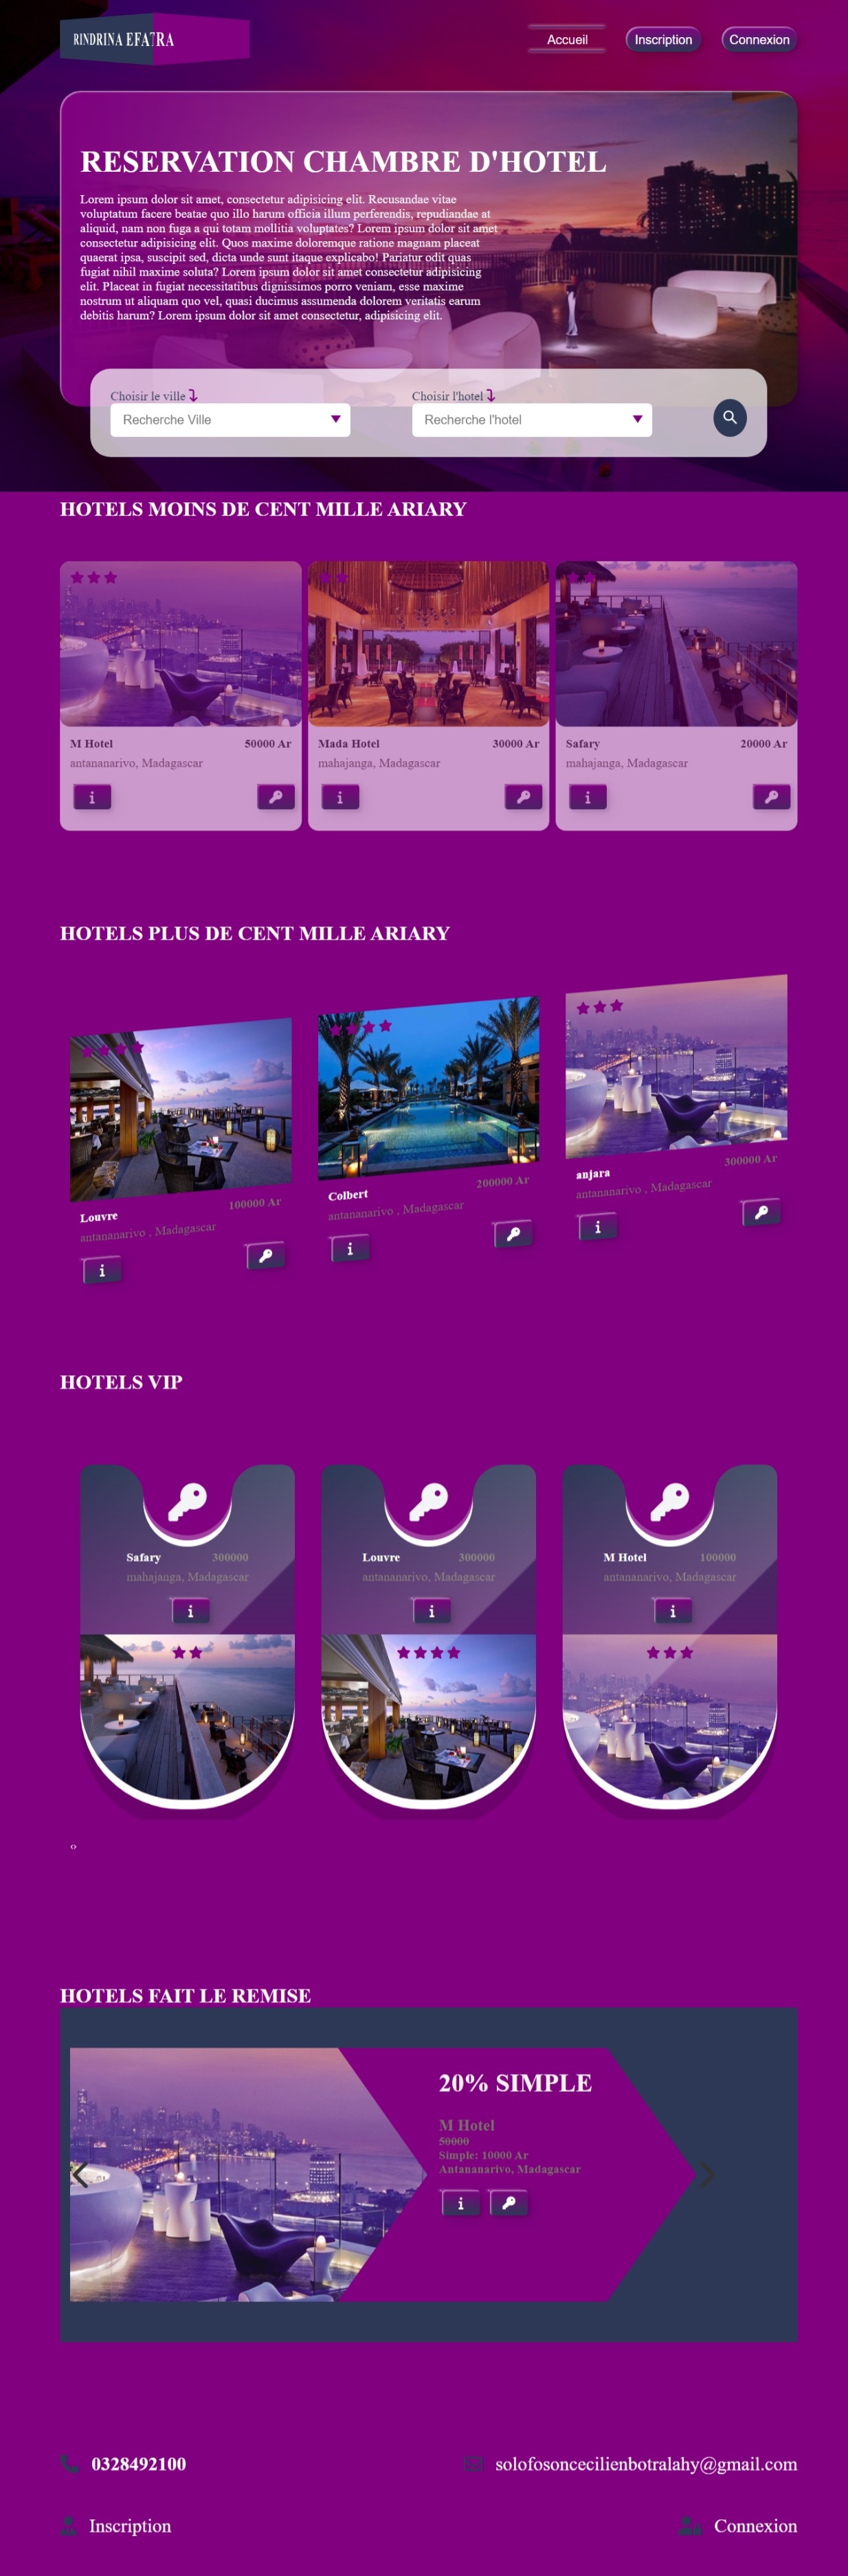 RINDRINA EFATRA
Accueil
Inscription
Connexion
RESERVATION CHAMBRE D'HOTEL
Lorem ipsum dolor sit amet, consectetur adipisicing elit. Recusandae vitae
voluptatum facere beatae quo illo harum officia illum perferendis, repudiandae at
aliquid, nam non fuga a qui totam mollitia voluptates? Lorem ipsum dolor sit amet
consectetur adipisicing elit. Quos maxime doloremque ratione magnam placeat
quaerat ipsa, suscipit sed, dicta unde sunt itaque explicabo! Pariatur odit quas
fugiat nihil maxime soluta? Lorem ipsum dolor sit amet consectetur adipisicing
elit. Placeat in fugiat necessitatibus dignissimos porro veniam, esse maxime
nostrum ut aliquam quo vel, quasi ducimus assumenda dolorem veritatis earum
debitis harum? Lorem ipsum dolor sit amet consectetur, adipisicing elit.
Choisir le ville
Choisir l'hotel
Recherche Ville
Recherche l'hotel
HOTELS MOINS DE CENT MILLE ARIARY
M Hotel 50000 Ar
antananarivo, Madagascar
Mada Hotel 30000 Ar
mahajanga, Madagascar
Safary 20000 Ar
mahajanga, Madagascar
HOTELS PLUS DE CENT MILLE ARIARY
Louvre 100000 Ar
antananarivo , Madagascar
Colbert 200000 Ar
antananarivo , Madagascar
anjara 300000 Ar
antananarivo , Madagascar
HOTELS VIP
Safary 300000
mahajanga, Madagascar
Louvre 300000
antananarivo, Madagascar
M Hotel 100000
antananarivo, Madagascar
‹›
HOTELS FAIT LE REMISE
20% SIMPLE
M Hotel
50000
Simple: 10000 Ar
Antananarivo, Madagascar
0328492100
solofosoncecilienbotralahy@gmail.com
Inscription
Connexion